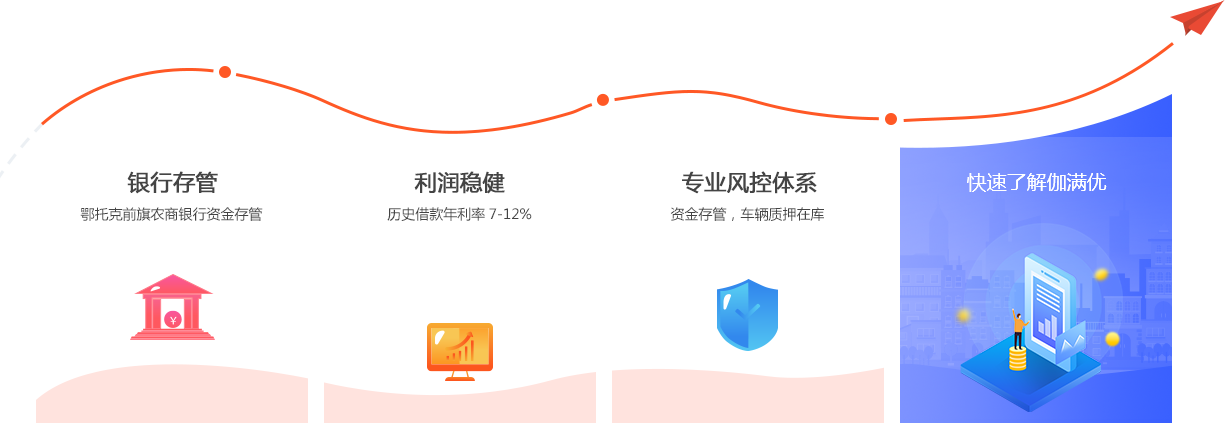 银行存管
鄂托克前旗农商银行资金存管
利润稳健
历史借款年利率 7-12%
专业风控体系
资金存管，车辆质押在库
快速了解伽满优
¥